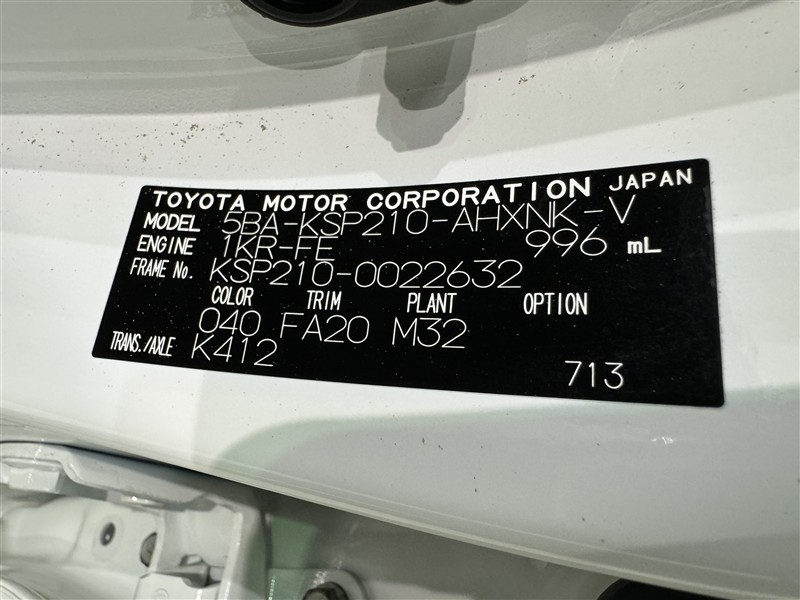 TOYOTA MOTOR CORPORATION JAPAN
MODEL 5BA-KSP210-AHXNK-V
ENGINE 1KR-FE 996 mL
FRAME No. KSP210-0022632
COLOR TRIM PLANT OPTION
040 FA20 M32
TRANS./AXLE K412
713